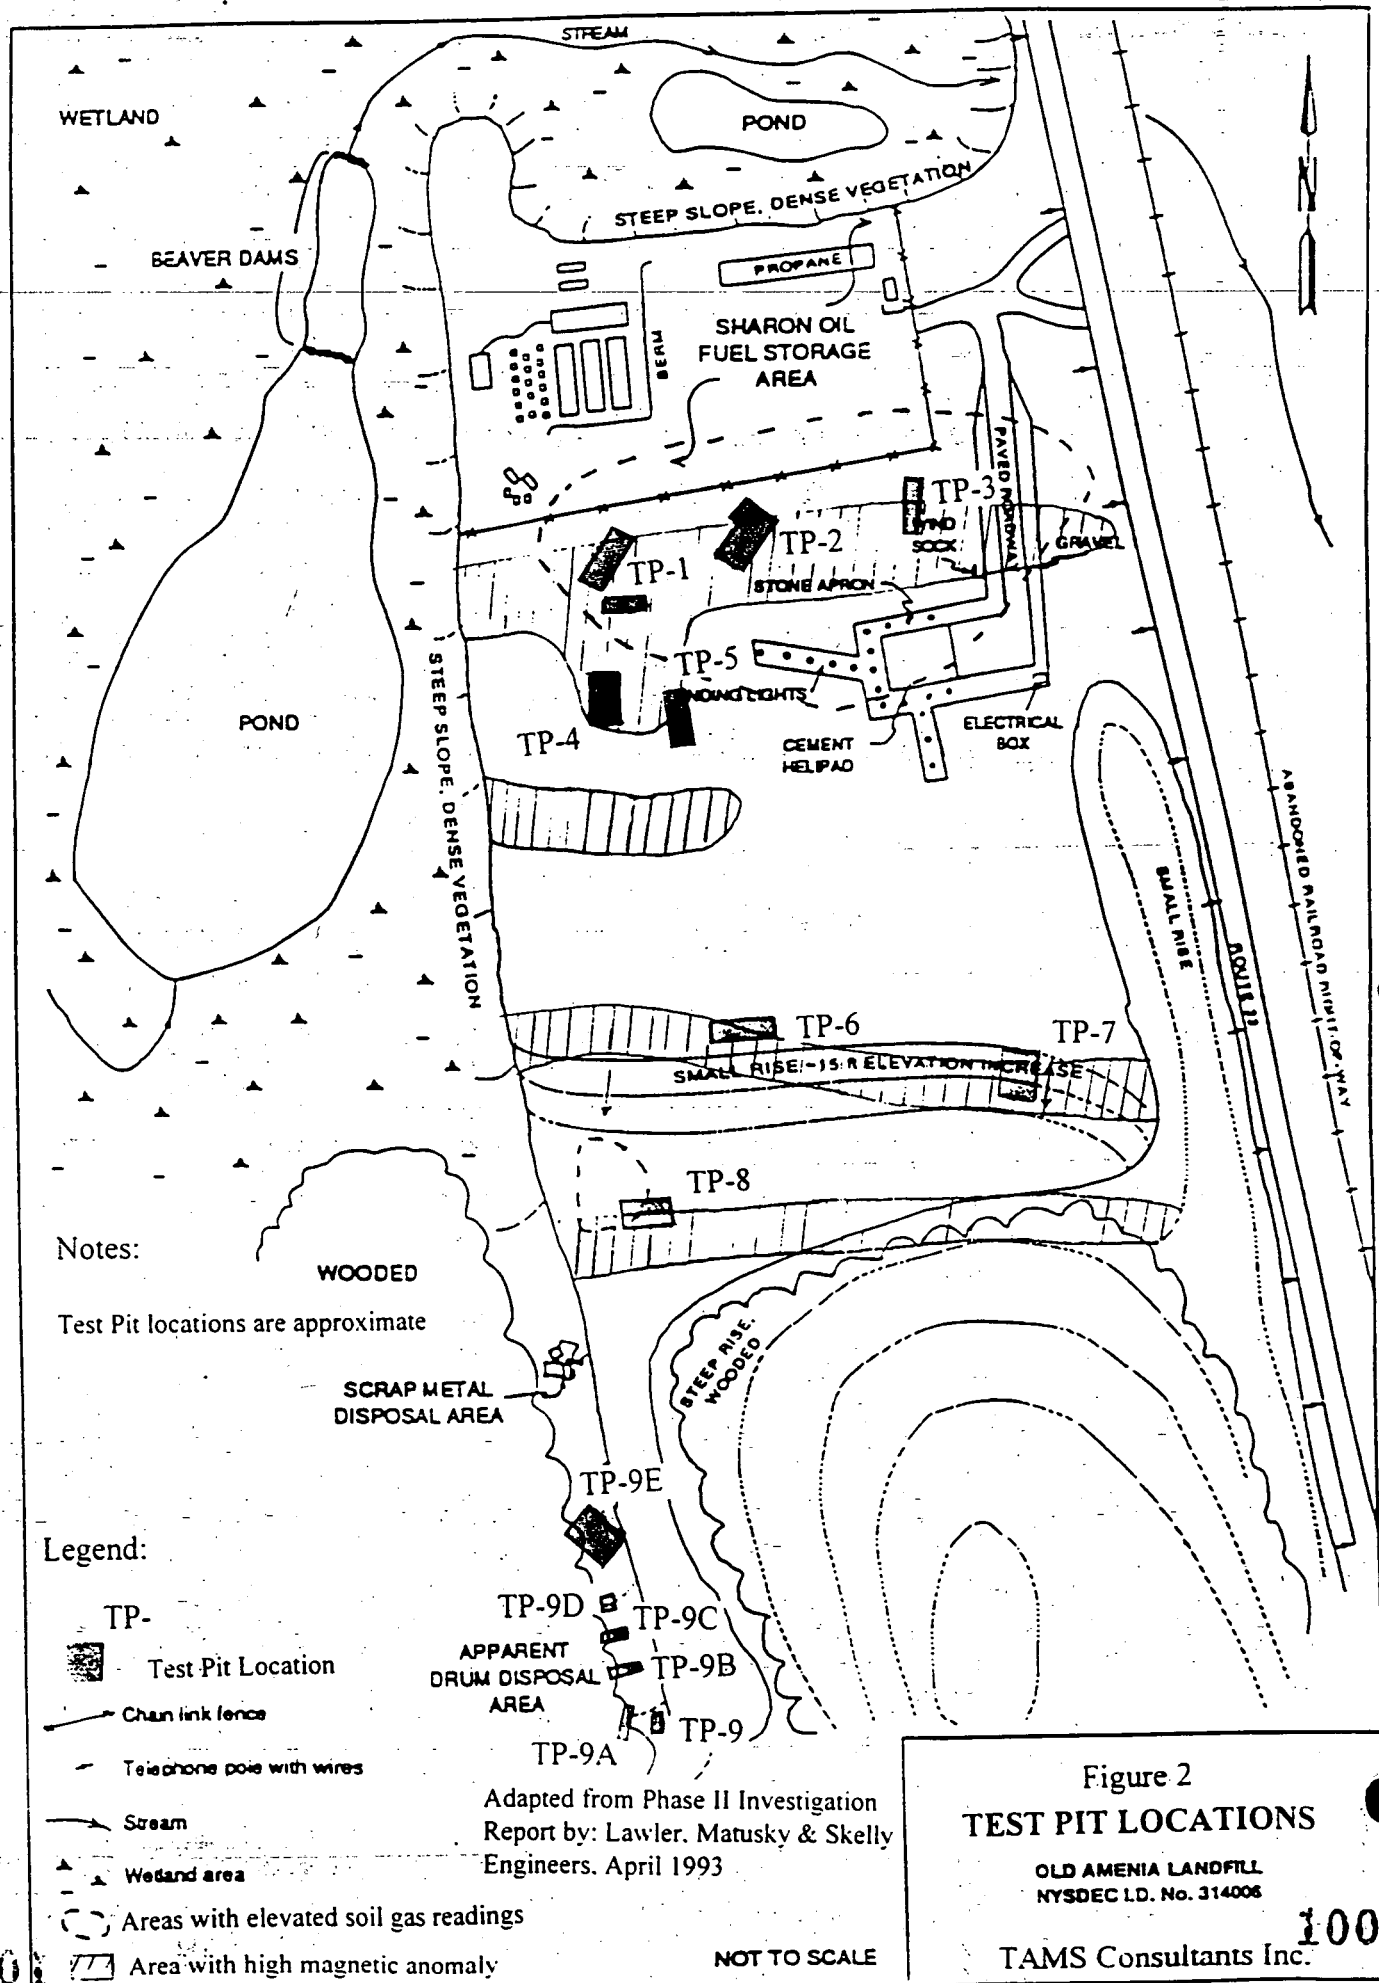 STREAM
WETLAND
POND
STEEP SLOPE, DENSE VEGETATION
BEAVER DAMS
PROPANE
SHARON OIL
FUEL STORAGE
AREA
BERM
PAVED ROADWAY
TP-3
WIND
SOCK
GRAVEL
TP-2
TP-1
STONE APRON
TP-5
LANDING LIGHTS
TP-4
CEMENT
HELIPAD
ELECTRICAL
BOX
POND
STEEP SLOPE, DENSE VEGETATION
SMALL RISE
ROUTE 22
ABANDONED RAILROAD RIGHT-OF-WAY
TP-6
TP-7
SMALL RISE/~15 ft ELEVATION INCREASE
TP-8
Notes:
WOODED
Test Pit locations are approximate
STEEP RISE,
WOODED
SCRAP METAL
DISPOSAL AREA
TP-9E
Legend:
TP-
Test Pit Location
TP-9D
TP-9C
APPARENT
DRUM DISPOSAL
AREA
TP-9B
TP-9
TP-9A
Chain link fence
Telephone pole with wires
Stream
Wetland area
Areas with elevated soil gas readings
Area with high magnetic anomaly
Adapted from Phase II Investigation
Report by: Lawler, Matusky & Skelly
Engineers, April 1993
NOT TO SCALE
Figure 2
TEST PIT LOCATIONS
OLD AMENIA LANDFILL
NYSDEC I.D. No. 314006
100
TAMS Consultants Inc.
N